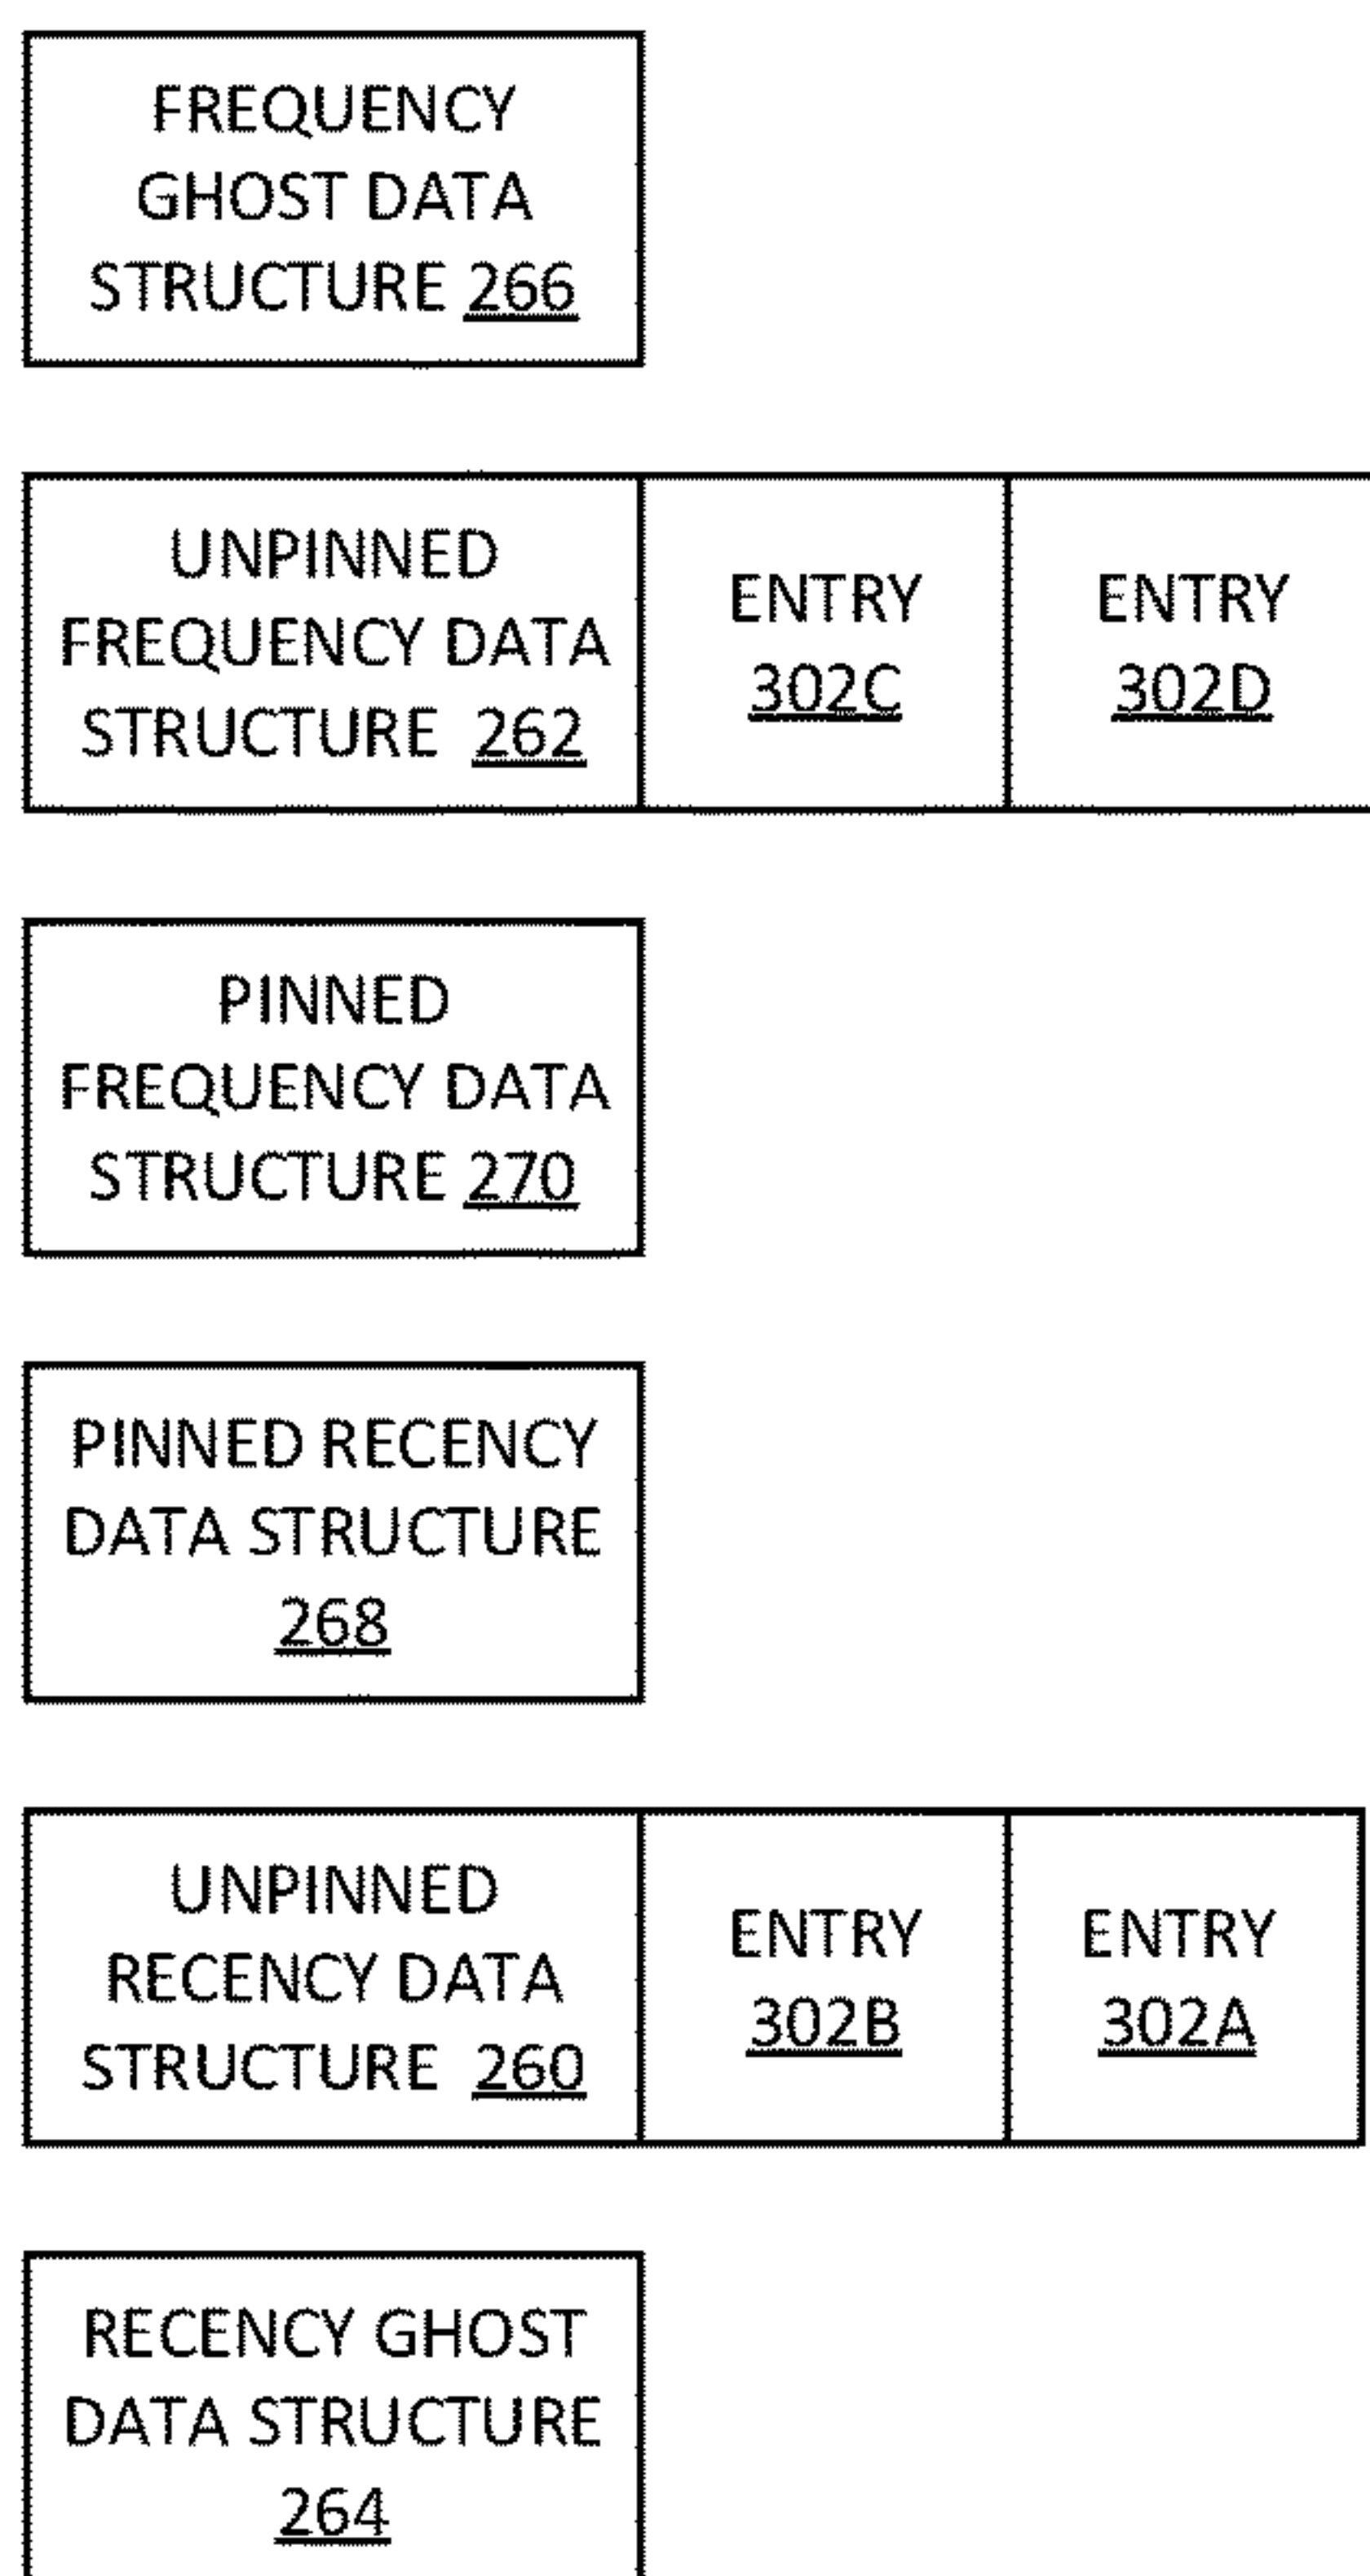 FREQUENCY
GHOST DATA
STRUCTURE 266
UNPINNED
FREQUENCY DATA
STRUCTURE 262
ENTRY
302C
ENTRY
302D
PINNED
FREQUENCY DATA
STRUCTURE 270
PINNED RECENCY
DATA STRUCTURE
268
UNPINNED
RECENCY DATA
STRUCTURE 260
ENTRY
302B
ENTRY
302A
RECENCY GHOST
DATA STRUCTURE
264